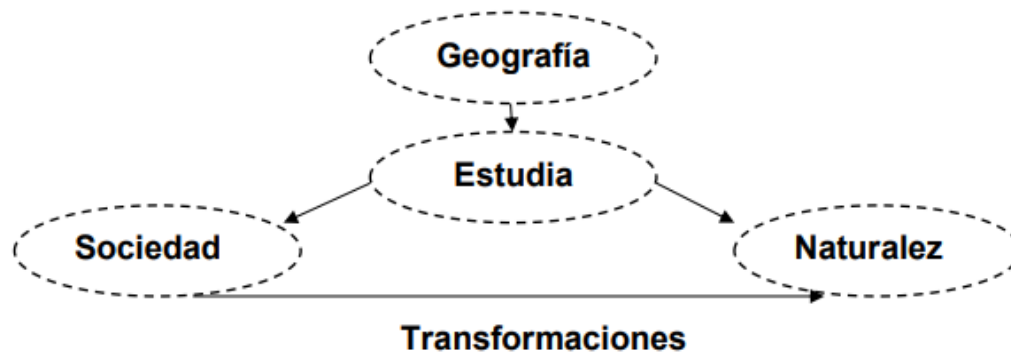 Geografía
Estudia
Sociedad
Naturalez
Transformaciones